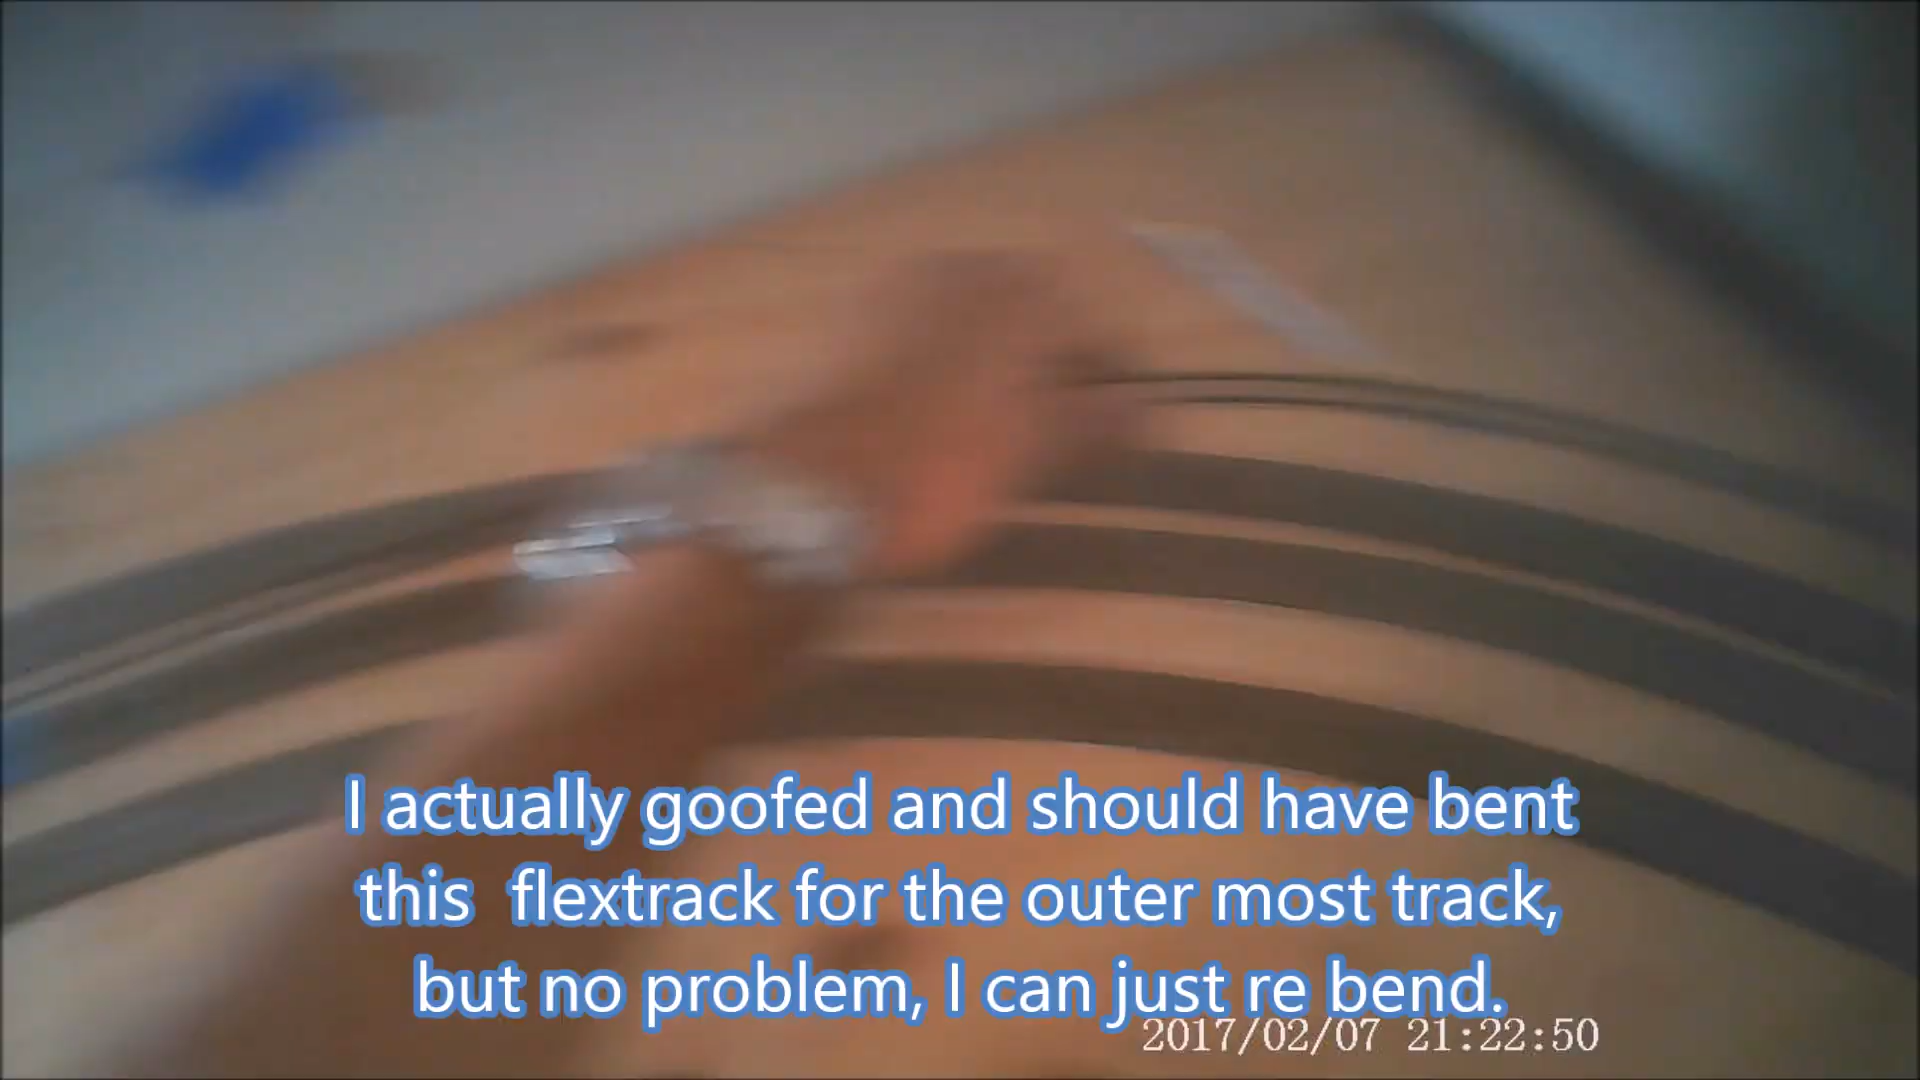 I actually goofed and should have bent
this  flextrack for the outer most track,
but no problem, I can just re bend.
2017/02/07 21:22:50